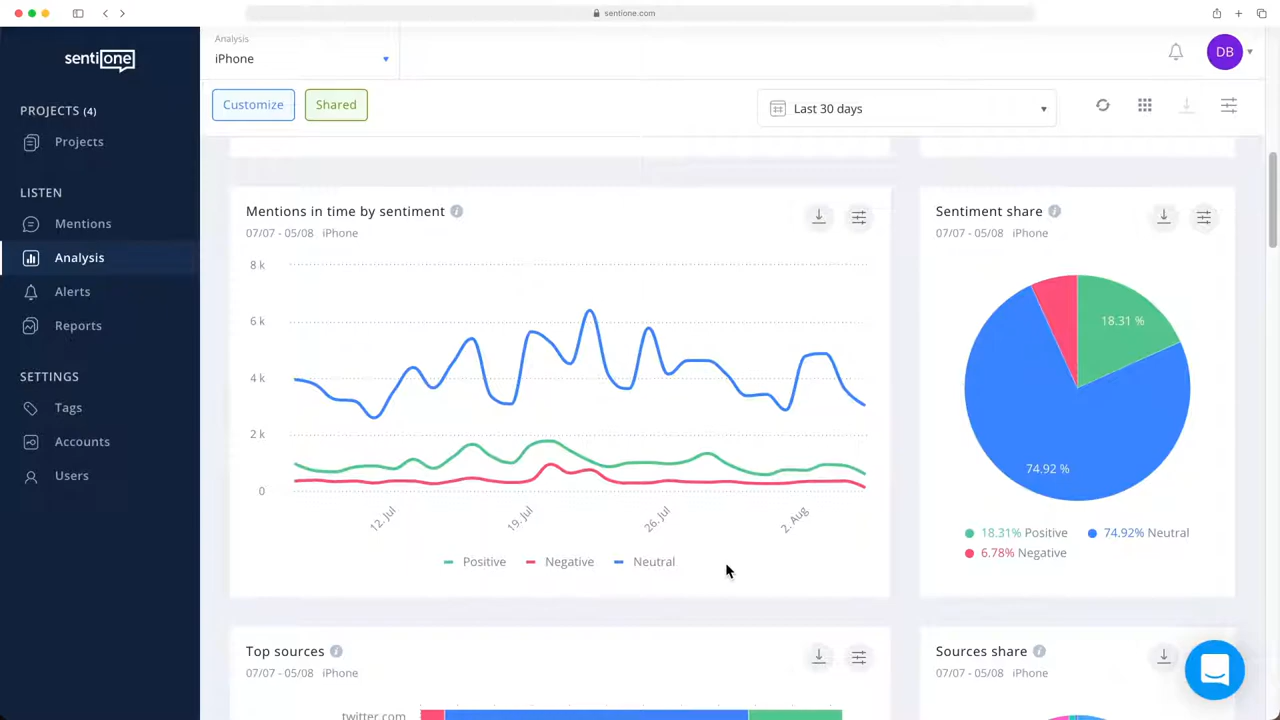 sentione.com
sentione
Analysis
iPhone
DB
PROJECTS (4)
Projects
LISTEN
Mentions
Analysis
Alerts
Reports
SETTINGS
Tags
Accounts
Users
Customize
Shared
Last 30 days
Mentions in time by sentiment
07/07 - 05/08 iPhone
8 k
6 k
4 k
2 k
0
12. Jul
19. Jul
26. Jul
2. Aug
Positive Negative Neutral
Sentiment share
07/07 - 05/08 iPhone
18.31 %
74.92 %
18.31% Positive 74.92% Neutral
6.78% Negative
Top sources
07/07 - 05/08 iPhone
twitter.com
Sources share
07/07 - 05/08 iPhone